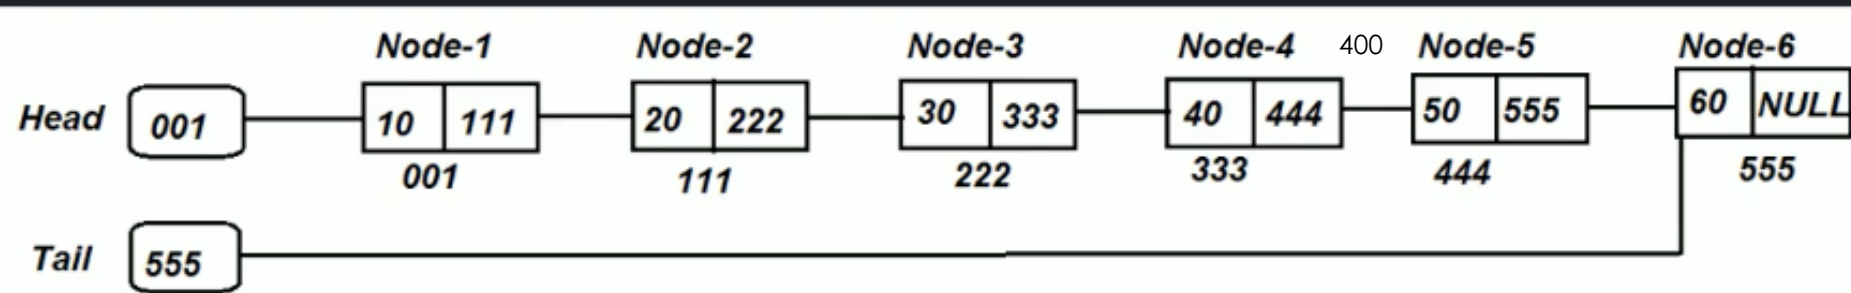 Node-1 Node-2 Node-3 Node-4 400 Node-5 Node-6
Head 001 10 111 20 222 30 333 40 444 50 555 60 NULL
001 111 222 333 444 555
Tail 555